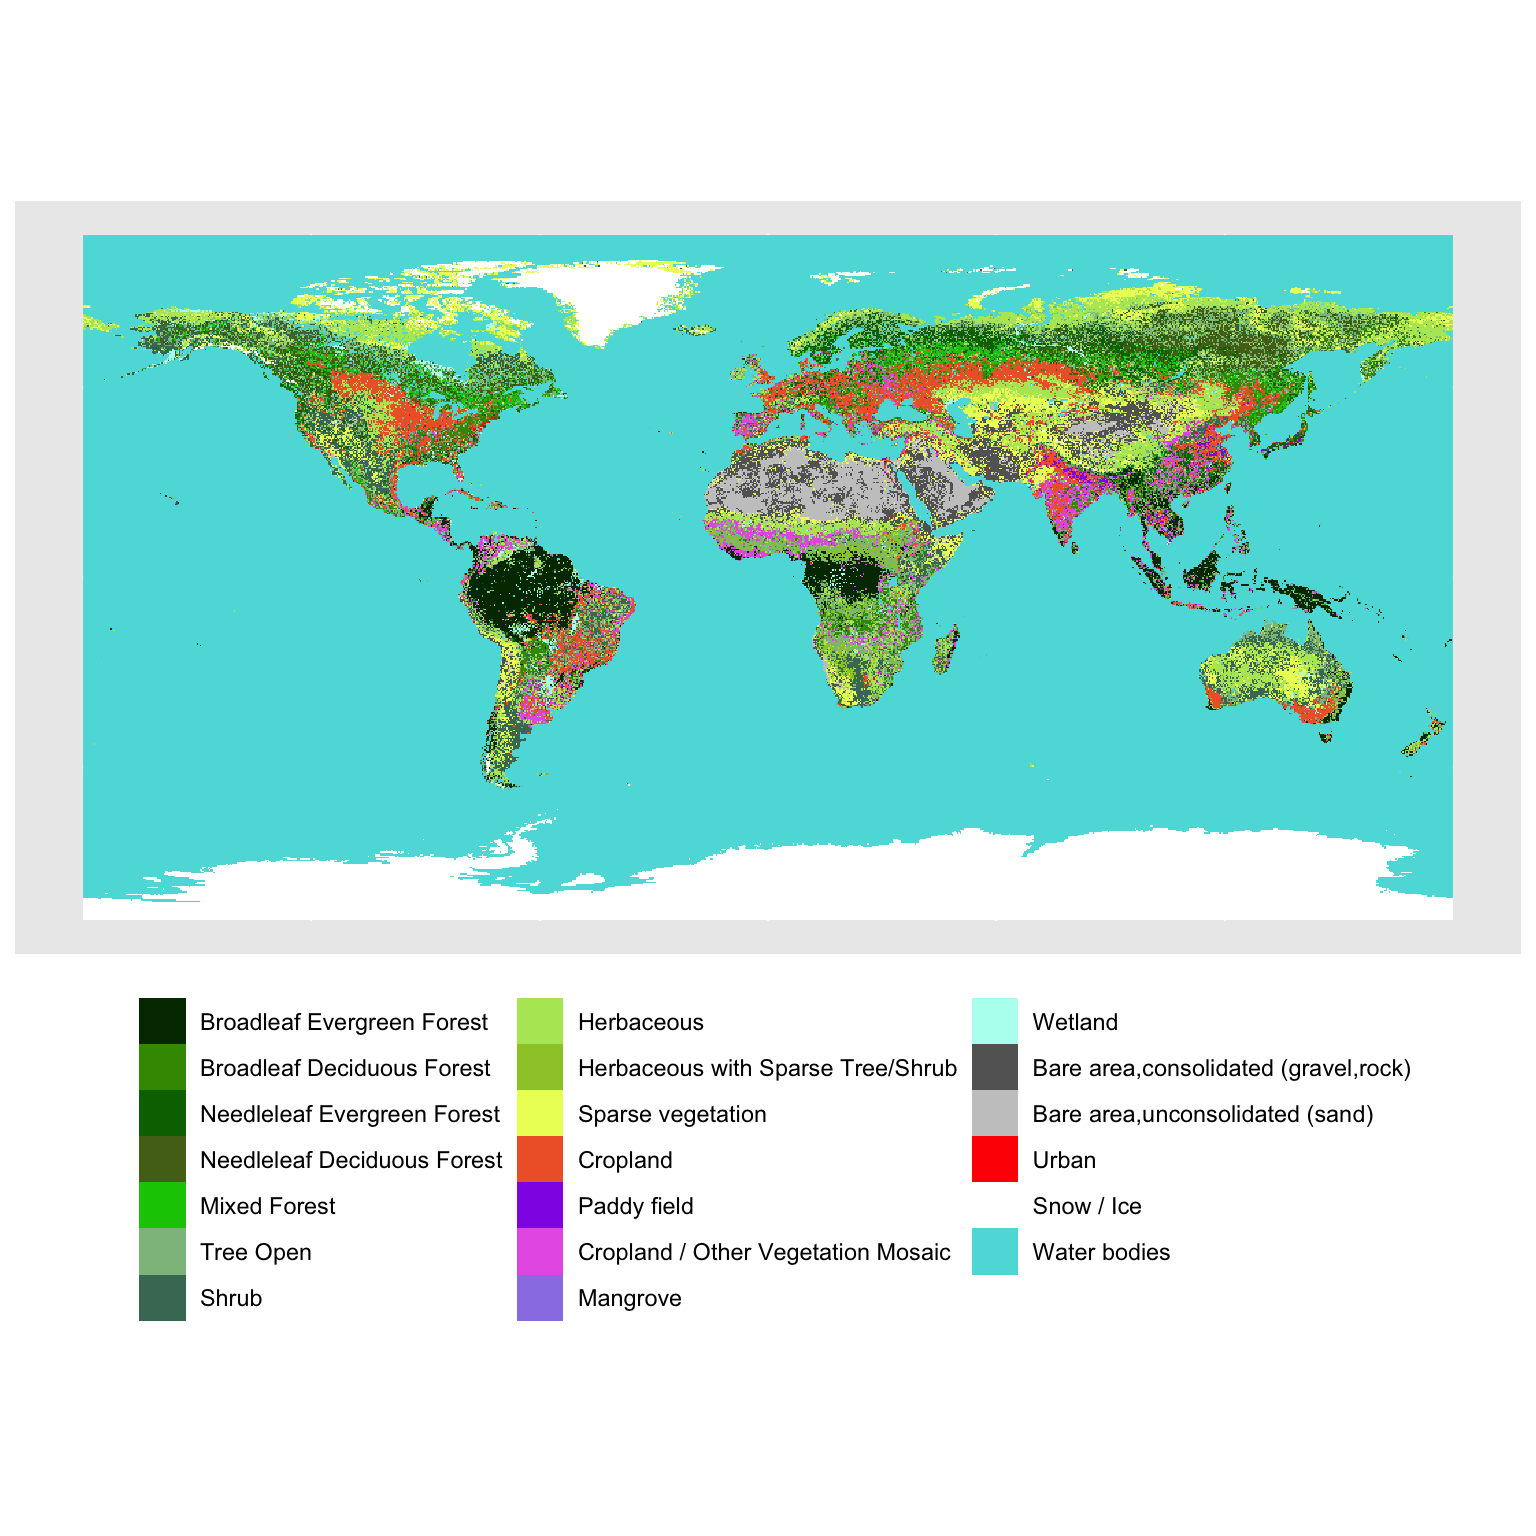 Broadleaf Evergreen Forest
Broadleaf Deciduous Forest
Needleleaf Evergreen Forest
Needleleaf Deciduous Forest
Mixed Forest
Tree Open
Shrub
Herbaceous
Herbaceous with Sparse Tree/Shrub
Sparse vegetation
Cropland
Paddy field
Cropland / Other Vegetation Mosaic
Mangrove
Wetland
Bare area,consolidated (gravel,rock)
Bare area,unconsolidated (sand)
Urban
Snow / Ice
Water bodies